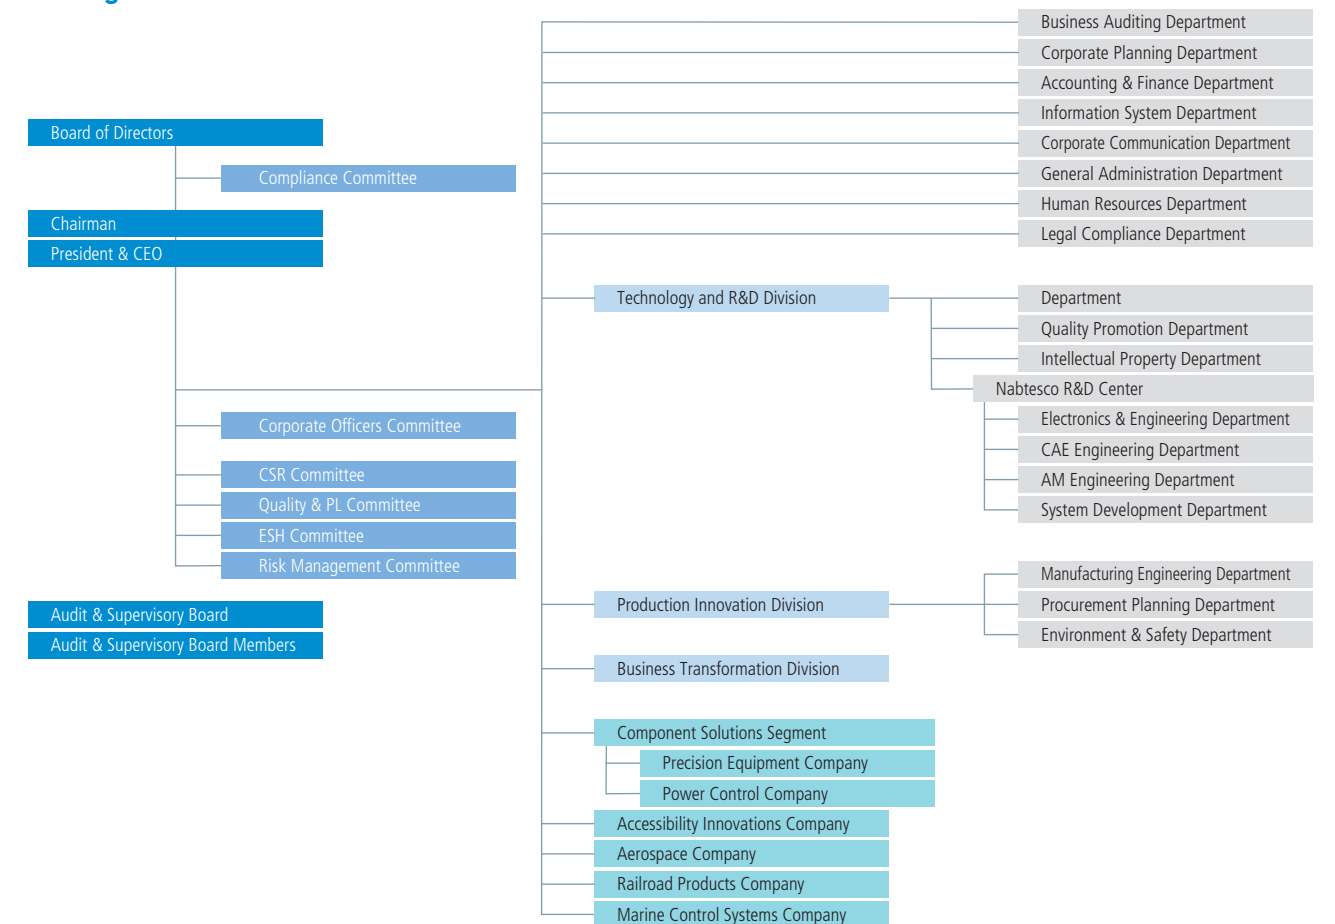 Board of Directors
Compliance Committee
Chairman
President & CEO
Corporate Officers Committee
CSR Committee
Quality & PL Committee
ESH Committee
Risk Management Committee
Audit & Supervisory Board
Audit & Supervisory Board Members
Business Auditing Department
Corporate Planning Department
Accounting & Finance Department
Information System Department
Corporate Communication Department
General Administration Department
Human Resources Department
Legal Compliance Department
Technology and R&D Division
Department
Quality Promotion Department
Intellectual Property Department
Nabtesco R&D Center
Electronics & Engineering Department
CAE Engineering Department
AM Engineering Department
System Development Department
Production Innovation Division
Manufacturing Engineering Department
Procurement Planning Department
Environment & Safety Department
Business Transformation Division
Component Solutions Segment
Precision Equipment Company
Power Control Company
Accessibility Innovations Company
Aerospace Company
Railroad Products Company
Marine Control Systems Company